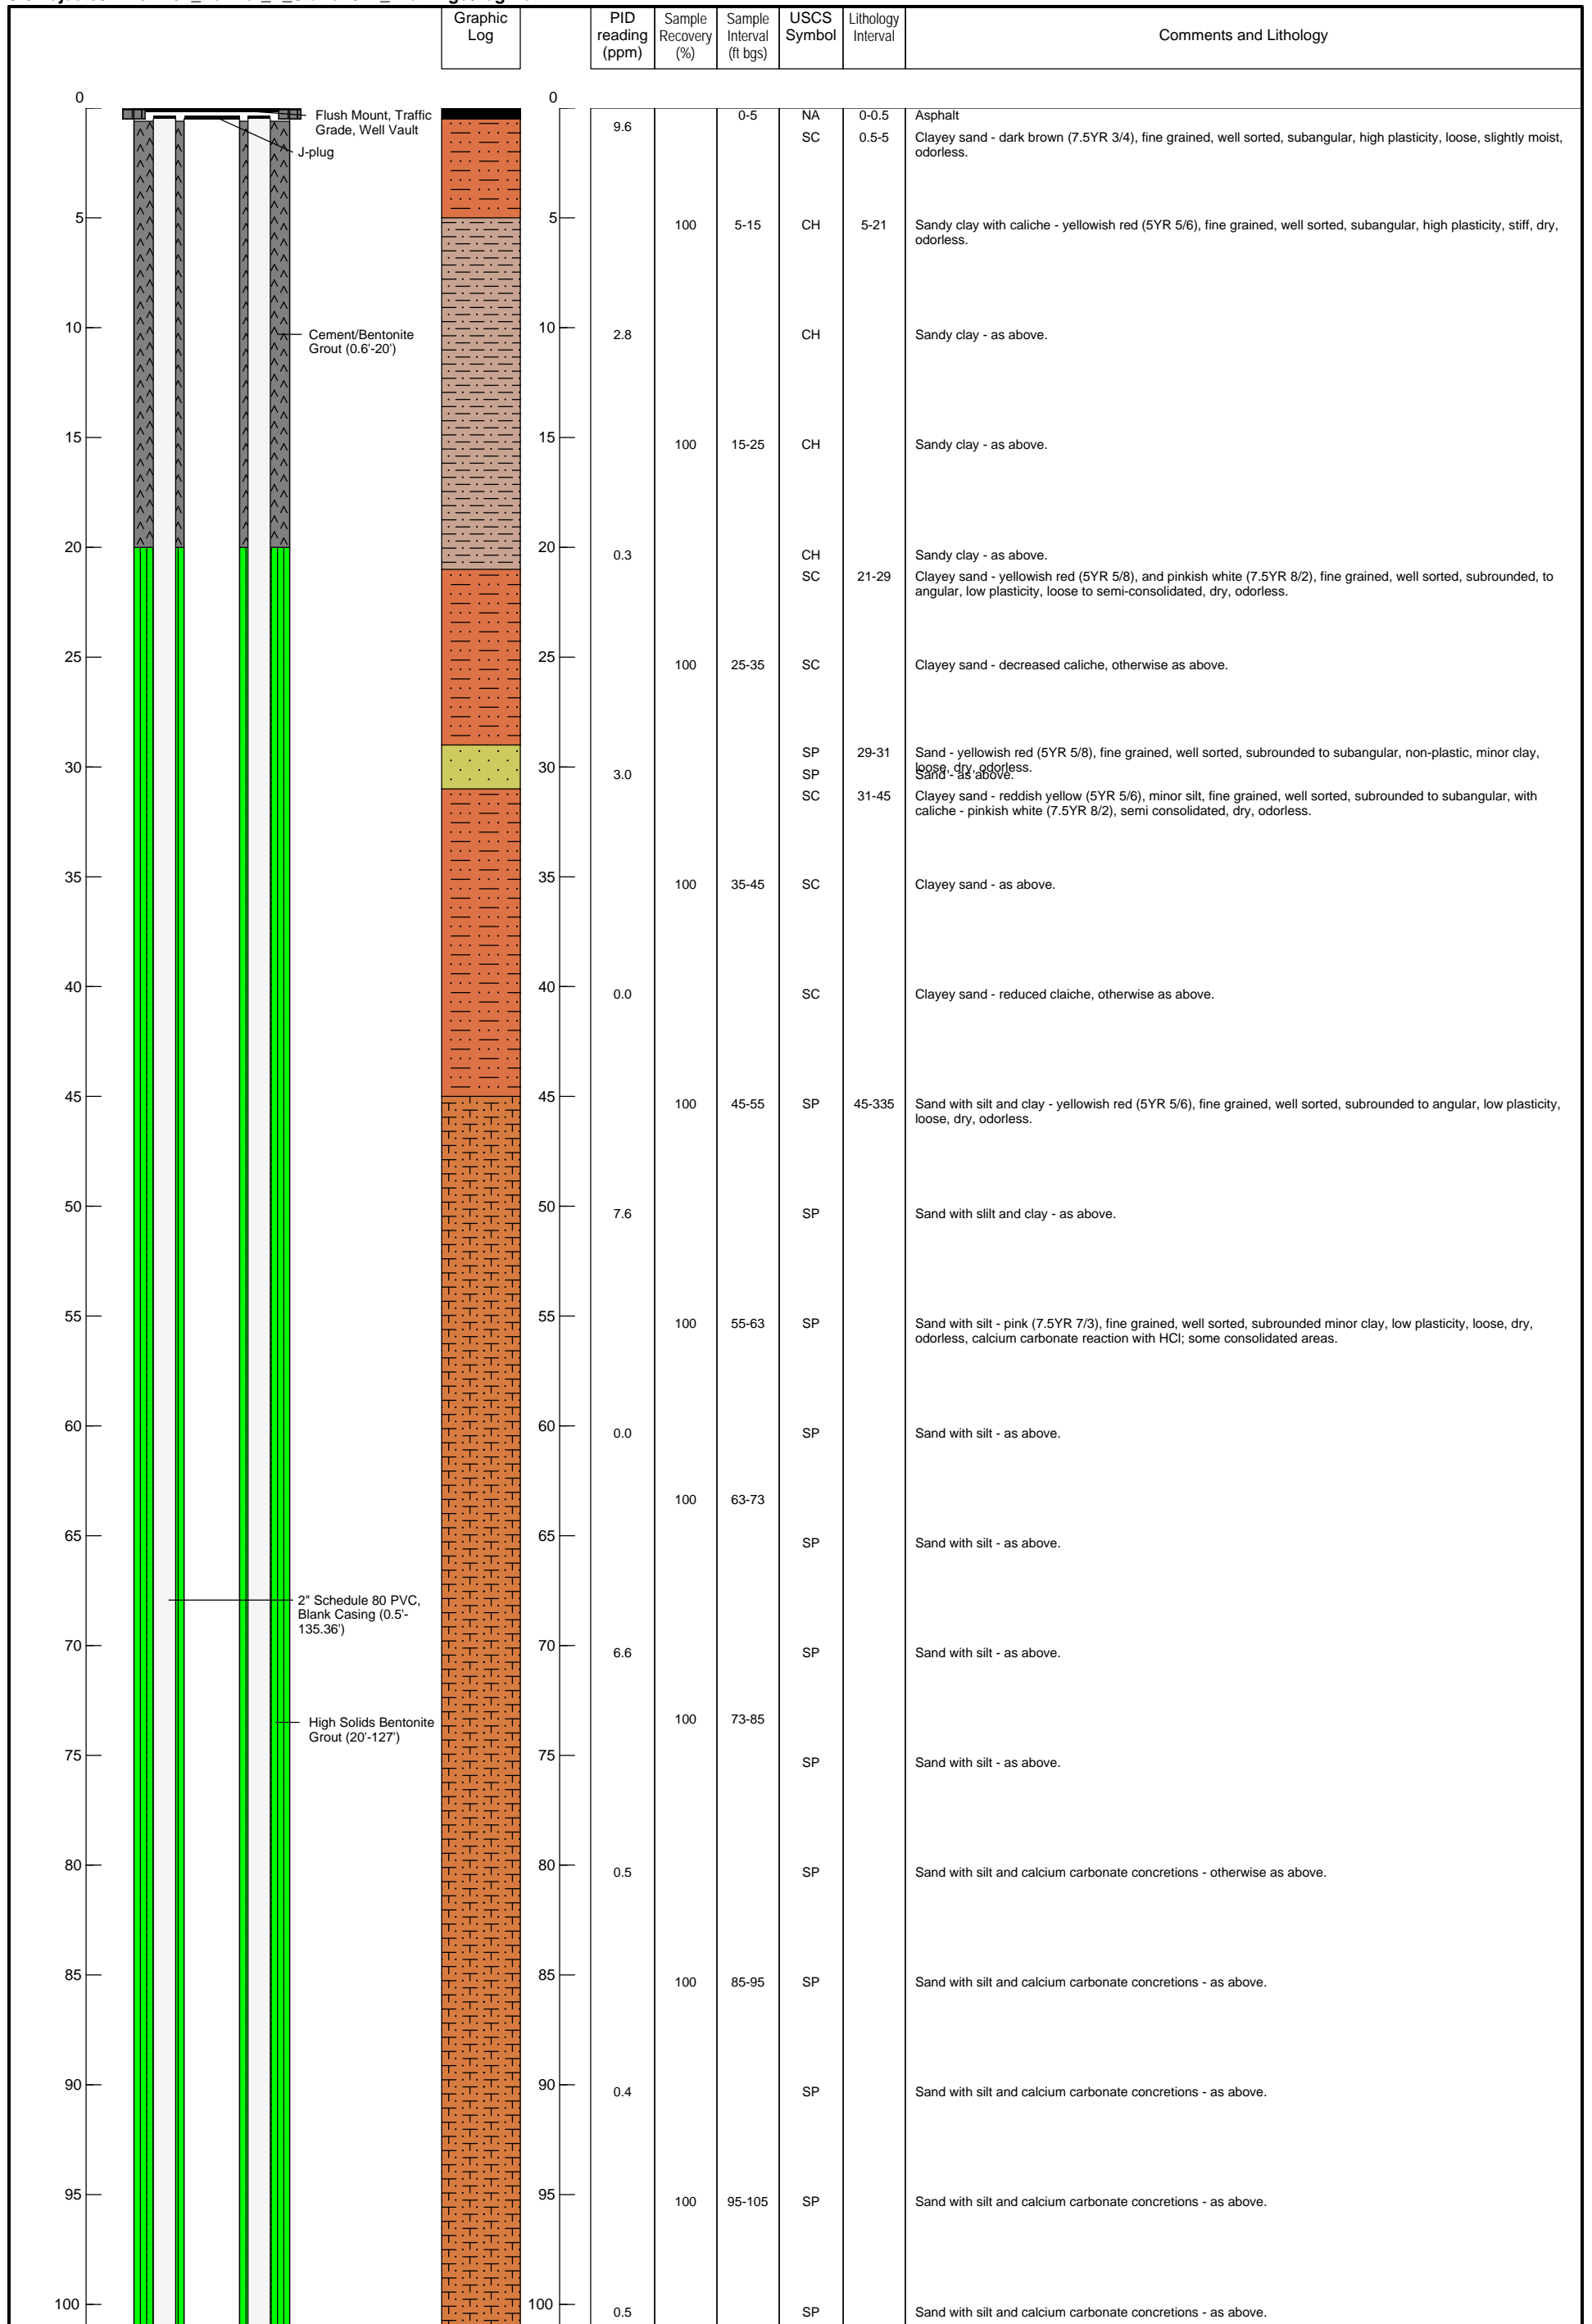 Graphic Log
PID reading (ppm)
Sample Recovery (%)
Sample Interval (ft bgs)
USCS Symbol
Lithology Interval
Comments and Lithology
0
0
Flush Mount, Traffic
Grade, Well Vault
J-plug
0-5 NA 0-0.5 Asphalt
9.6
SC 0.5-5 Clayey sand - dark brown (7.5YR 3/4), fine grained, well sorted, subangular, high plasticity, loose, slightly moist,
odorless.
5 5 100 5-15 CH 5-21 Sandy clay with caliche - yellowish red (5YR 5/6), fine grained, well sorted, subangular, high plasticity, stiff, dry,
odorless.
10 10 2.8 CH Sandy clay - as above.
Cement/Bentonite
Grout (0.6'-20')
15 15 100 15-25 CH Sandy clay - as above.
20 20 0.3 CH Sandy clay - as above.
SC 21-29 Clayey sand - yellowish red (5YR 5/8), and pinkish white (7.5YR 8/2), fine grained, well sorted, subrounded, to
angular, low plasticity, loose to semi-consolidated, dry, odorless.
25 25 100 25-35 SC Clayey sand - decreased caliche, otherwise as above.
SP 29-31 Sand - yellowish red (5YR 5/8), fine grained, well sorted, subrounded to subangular, non-plastic, minor clay,
loose, dry, odorless.
30 30 3.0 SP Sand - as above.
SC 31-45 Clayey sand - reddish yellow (5YR 5/6), minor silt, fine grained, well sorted, subrounded to subangular, with
caliche - pinkish white (7.5YR 8/2), semi consolidated, dry, odorless.
35 35 100 35-45 SC Clayey sand - as above.
40 40 0.0 SC Clayey sand - reduced claiche, otherwise as above.
45 45 100 45-55 SP 45-335 Sand with silt and clay - yellowish red (5YR 5/6), fine grained, well sorted, subrounded to angular, low plasticity,
loose, dry, odorless.
50 50 7.6 SP Sand with slilt and clay - as above.
55 55 100 55-63 SP Sand with silt - pink (7.5YR 7/3), fine grained, well sorted, subrounded minor clay, low plasticity, loose, dry,
odorless, calcium carbonate reaction with HCl; some consolidated areas.
60 60 0.0 SP Sand with silt - as above.
100 63-73
65 65 SP Sand with silt - as above.
2" Schedule 80 PVC,
Blank Casing (0.5'-
135.36')
70 70 6.6 SP Sand with silt - as above.
High Solids Bentonite
Grout (20'-127')
100 73-85
75 75 SP Sand with silt - as above.
80 80 0.5 SP Sand with silt and calcium carbonate concretions - otherwise as above.
85 85 100 85-95 SP Sand with silt and calcium carbonate concretions - as above.
90 90 0.4 SP Sand with silt and calcium carbonate concretions - as above.
95 95 100 95-105 SP Sand with silt and calcium carbonate concretions - as above.
100 100 0.5 SP Sand with silt and calcium carbonate concretions - as above.